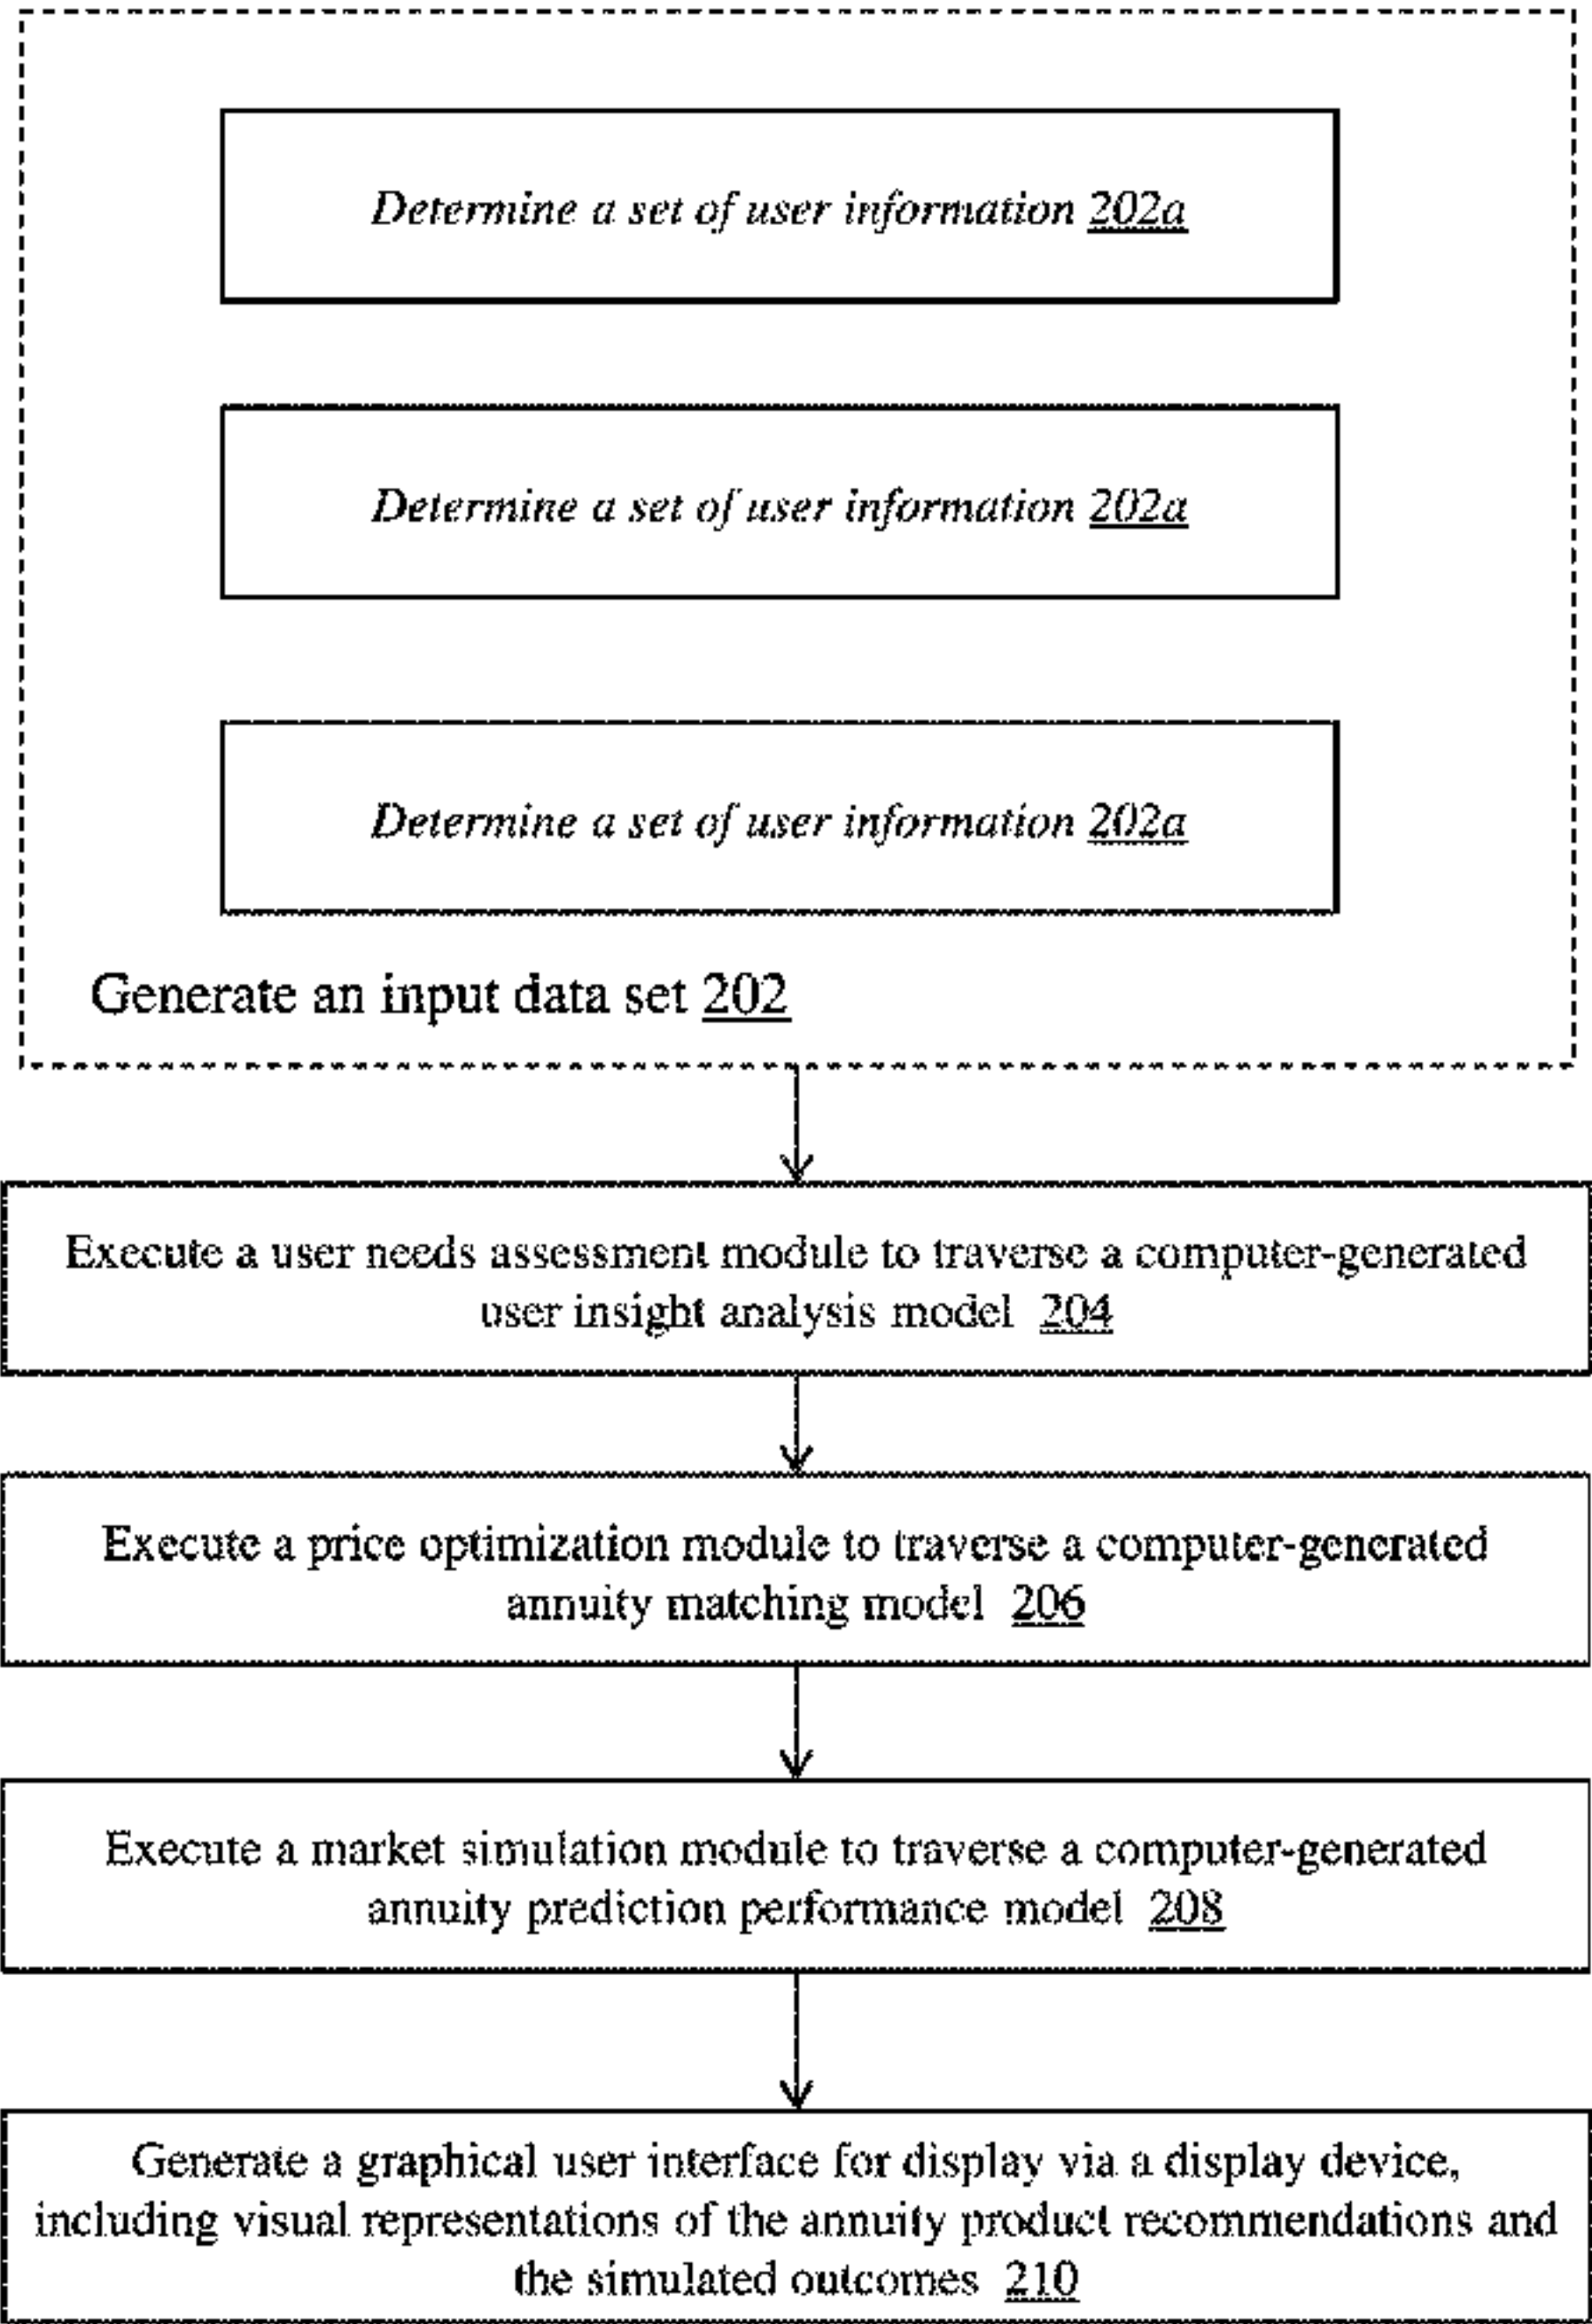 Determine a set of user information 202a
Determine a set of user information 202a
Determine a set of user information 202a
Generate an input data set 202
Execute a user needs assessment module to traverse a computer-generated
user insight analysis model 204
Execute a price optimization module to traverse a computer-generated
annuity matching model 206
Execute a market simulation module to traverse a computer-generated
annuity prediction performance model 208
Generate a graphical user interface for display via a display device,
including visual representations of the annuity product recommendations and
the simulated outcomes 210